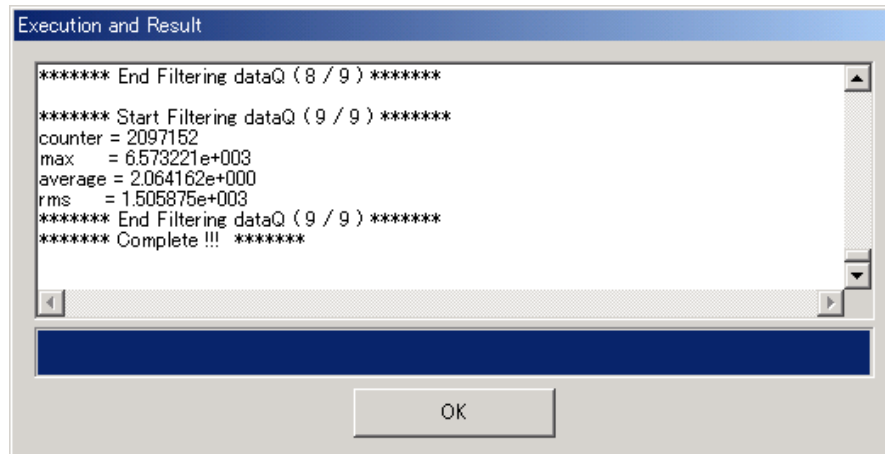 Execution and Result
******* End Filtering dataQ ( 8 / 9 ) *******
******* Start Filtering dataQ ( 9 / 9 ) *******
counter = 2097152
max = 6.573221e+003
average = 2.064162e+000
rms = 1.505875e+003
******* End Filtering dataQ ( 9 / 9 ) *******
******* Complete !!! *******
OK